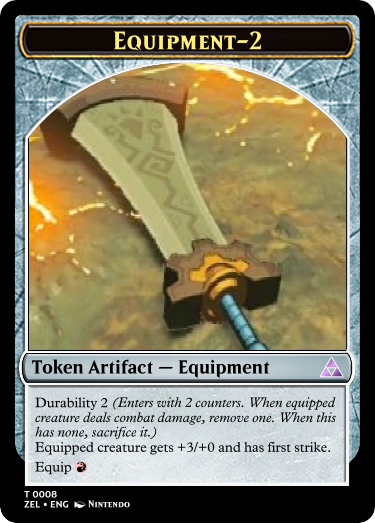 Equipment-2
Token Artifact — Equipment
Durability 2 (Enters with 2 counters. When equipped
creature deals combat damage, remove one. When this
has none, sacrifice it.)
Equipped creature gets +3/+0 and has first strike.
Equip
T 0008
ZEL • ENG Nintendo